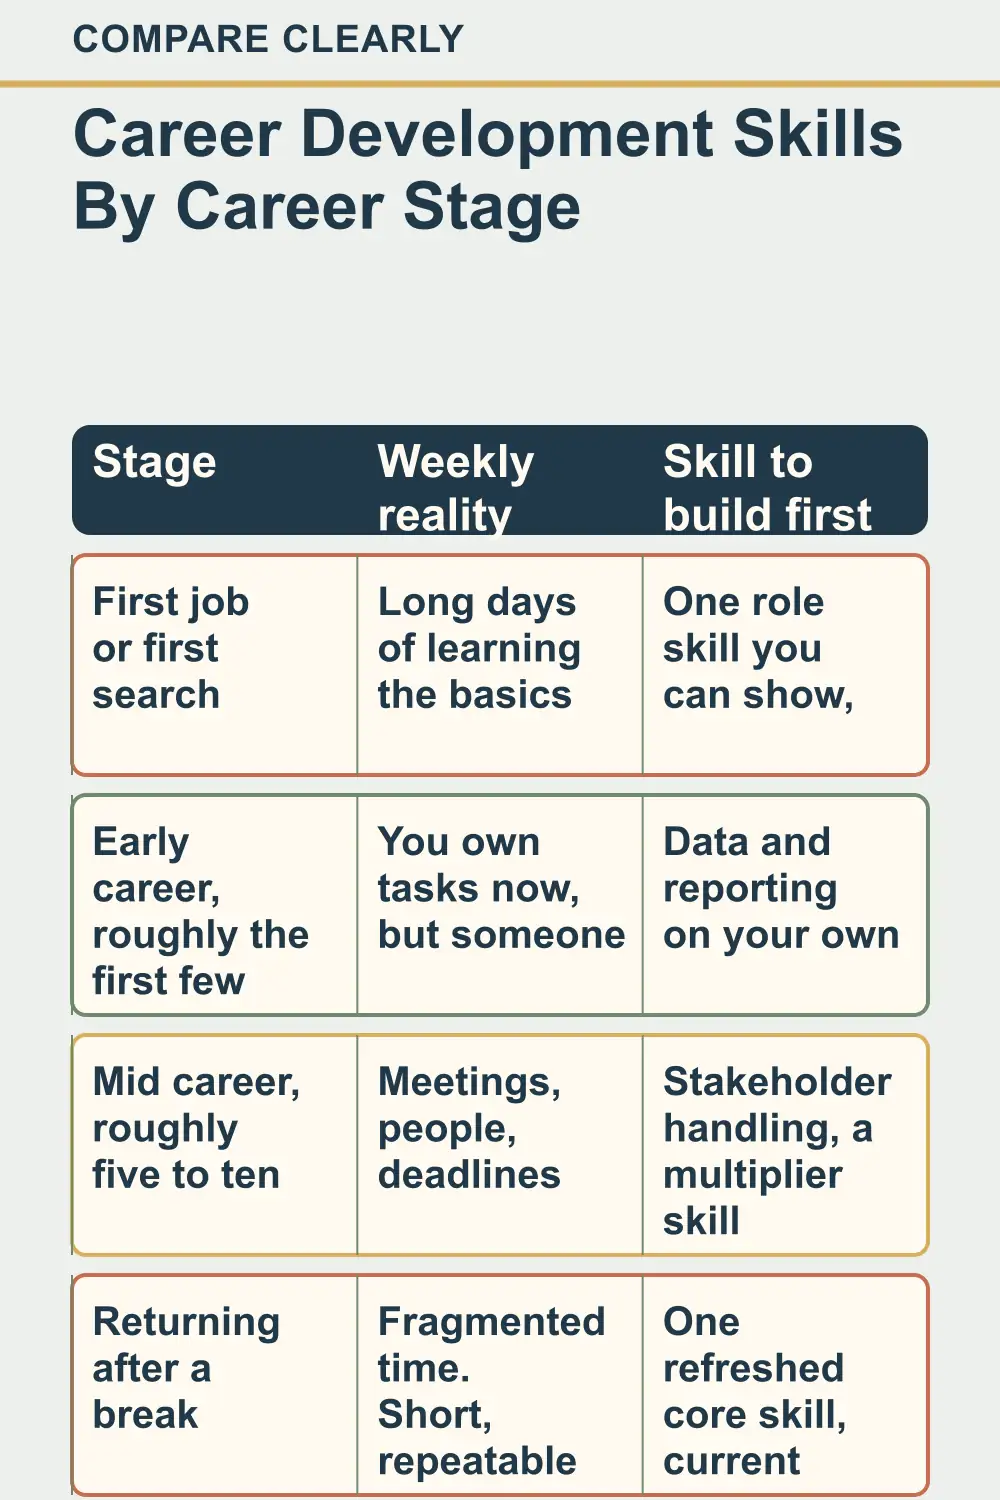 COMPARE CLEARLY
Career Development Skills
By Career Stage
Stage
Weekly
reality
Skill to
build first
First job
or first
search
Long days
of learning
the basics
One role
skill you
can show,
Early
career,
roughly the
first few
You own
tasks now,
but someone
Data and
reporting
on your own
Mid career,
roughly
five to ten
Meetings,
people,
deadlines
Stakeholder
handling, a
multiplier
skill
Returning
after a
break
Fragmented
time.
Short,
repeatable
One
refreshed
core skill,
current